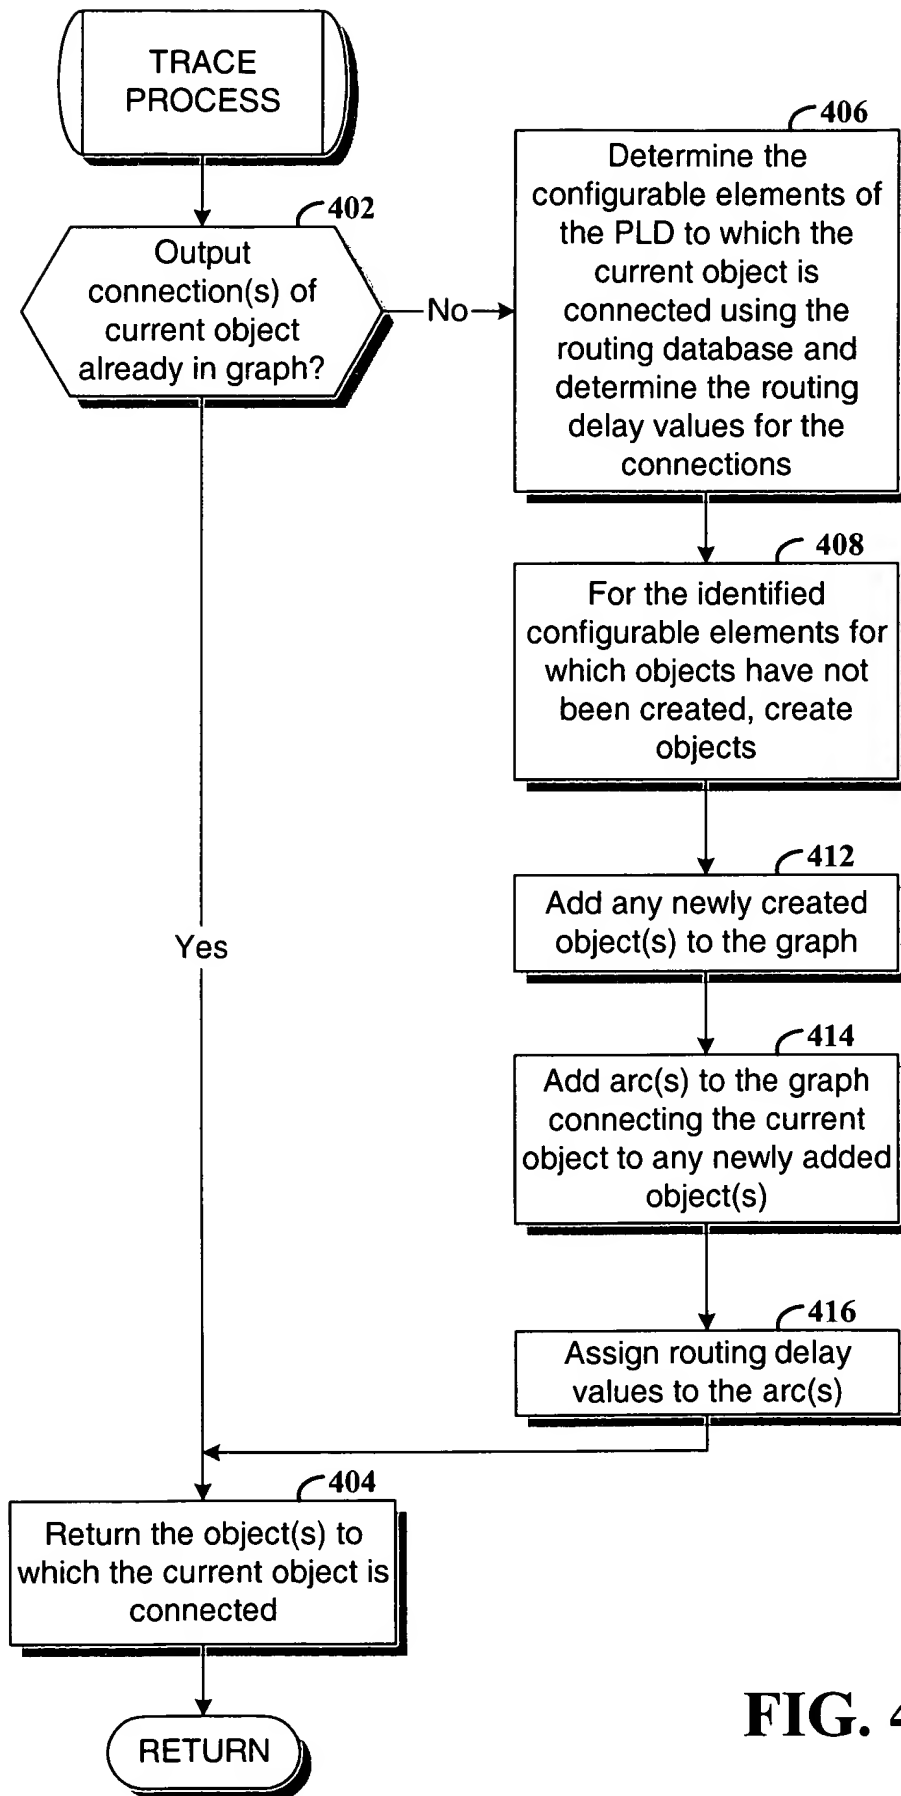 TRACE
PROCESS
402
Output
connection(s) of
current object
already in graph?
No
406
Determine the
configurable elements of
the PLD to which the
current object is
connected using the
routing database and
determine the routing
delay values for the
connections
408
For the identified
configurable elements for
which objects have not
been created, create
objects
412
Add any newly created
object(s) to the graph
Yes
414
Add arc(s) to the graph
connecting the current
object to any newly added
object(s)
416
Assign routing delay
values to the arc(s)
404
Return the object(s) to
which the current object is
connected
RETURN
FIG. 4